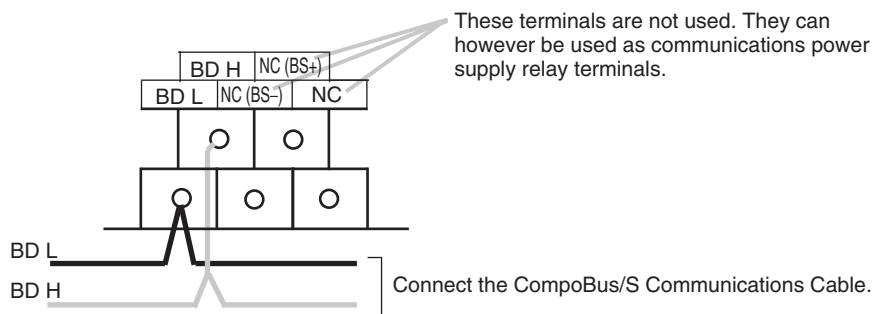 These terminals are not used. They can
however be used as communications power
supply relay terminals.
BD H NC (BS+)
BD L NC (BS–) NC
BD L
BD H
Connect the CompoBus/S Communications Cable.